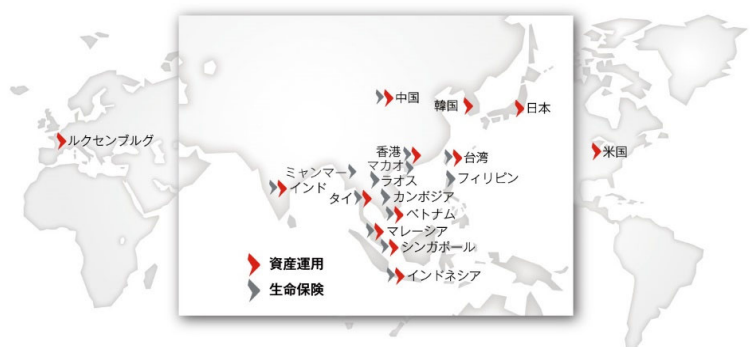 中国
韓国
日本
ルクセンブルグ
米国
香港
台湾
マカオ
ミャンマー
ラオス
フィリピン
インド
タイ
カンボジア
ベトナム
マレーシア
シンガポール
資産運用
インドネシア
生命保険